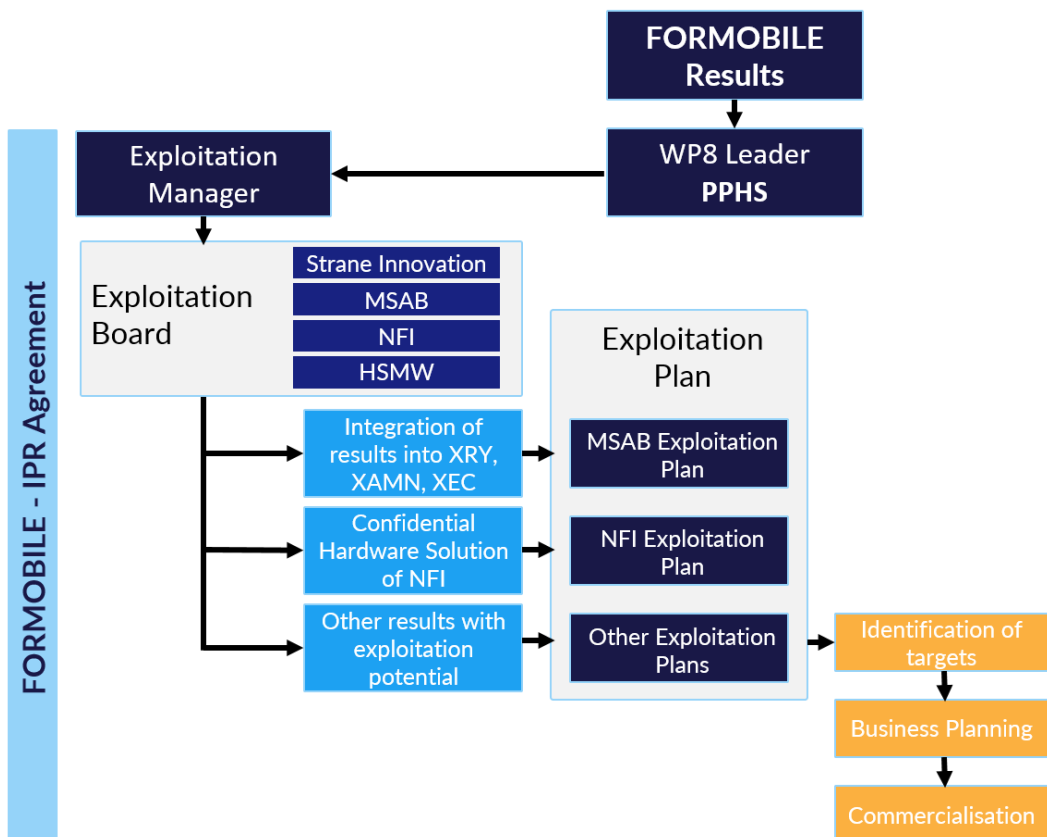 FORMOBILE
Results
WP8 Leader
PPHS
Exploitation
Manager
FORMOBILE - IPR Agreement
Exploitation
Board
Strane Innovation
MSAB
NFI
HSMW
Exploitation
Plan
Integration of
results into XRY,
XAMN, XEC
MSAB Exploitation
Plan
Confidential
Hardware Solution
of NFI
NFI Exploitation
Plan
Other results with
exploitation
potential
Other Exploitation
Plans
Identification of
targets
Business Planning
Commercialisation